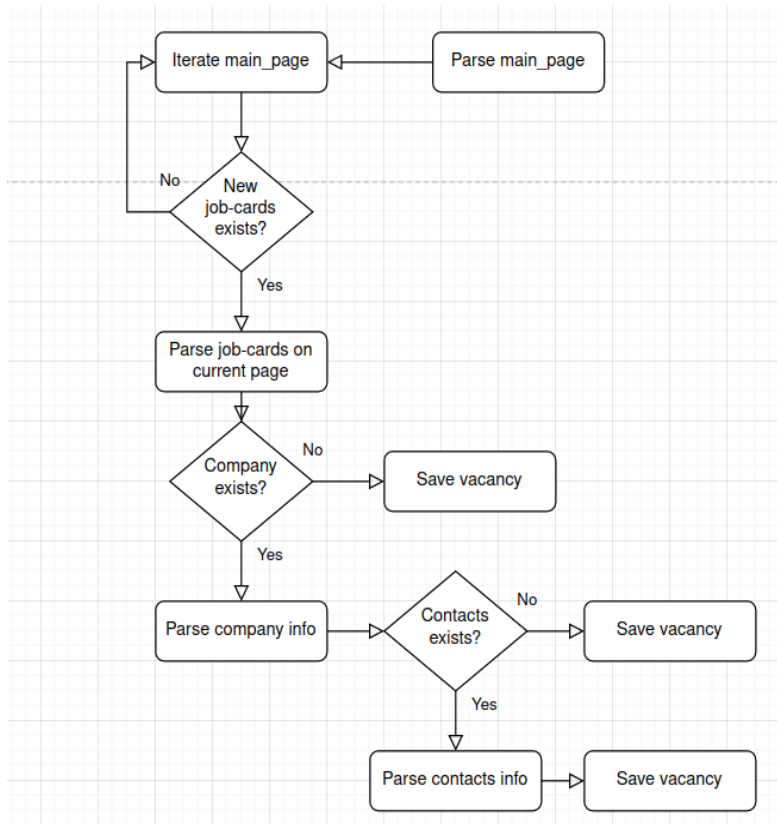 Iterate main_page
Parse main_page
No
New
job-cards
exists?
Yes
Parse job-cards on
current page
No
Company
exists?
Save vacancy
Yes
Parse company info
Contacts
exists?
No
Save vacancy
Yes
Parse contacts info
Save vacancy